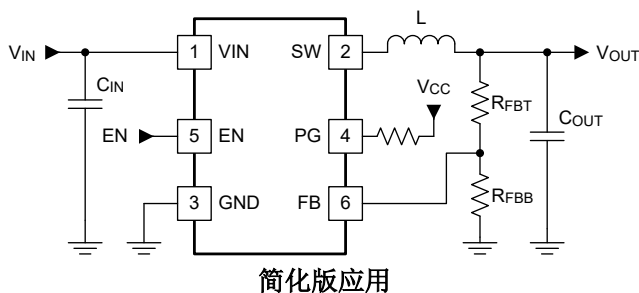 VIN
CIN
1 VIN
SW 2
L
VOUT
VCC
RFBT
COUT
EN
5 EN
PG 4
RFBB
3 GND
FB 6
简化版应用